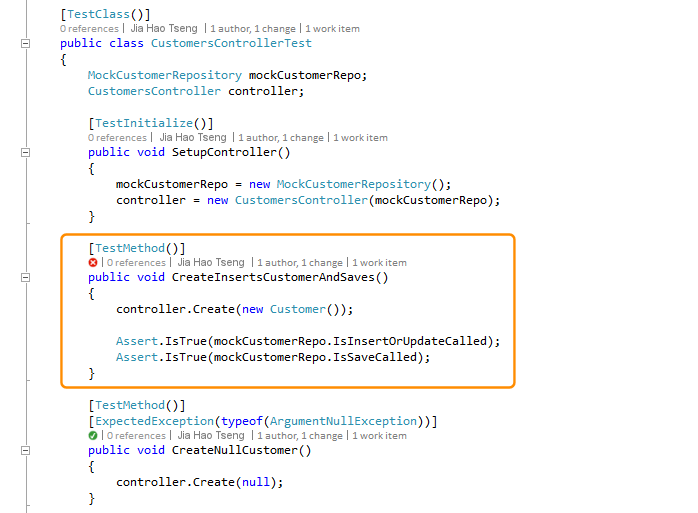 [TestClass()]
0 references | Jia Hao Tseng | 1 author, 1 change | 1 work item
public class CustomersControllerTest
{
MockCustomerRepository mockCustomerRepo;
CustomersController controller;
[TestInitialize()]
0 references | Jia Hao Tseng | 1 author, 1 change | 1 work item
public void SetupController()
{
mockCustomerRepo = new MockCustomerRepository();
controller = new CustomersController(mockCustomerRepo);
}
[TestMethod()]
| 0 references | Jia Hao Tseng | 1 author, 1 change | 1 work item
public void CreateInsertsCustomerAndSaves()
{
controller.Create(new Customer());
Assert.IsTrue(mockCustomerRepo.IsInsertOrUpdateCalled);
Assert.IsTrue(mockCustomerRepo.IsSaveCalled);
}
[TestMethod()]
[ExpectedException(typeof(ArgumentNullException))]
| 0 references | Jia Hao Tseng | 1 author, 1 change | 1 work item
public void CreateNullCustomer()
{
controller.Create(null);
}